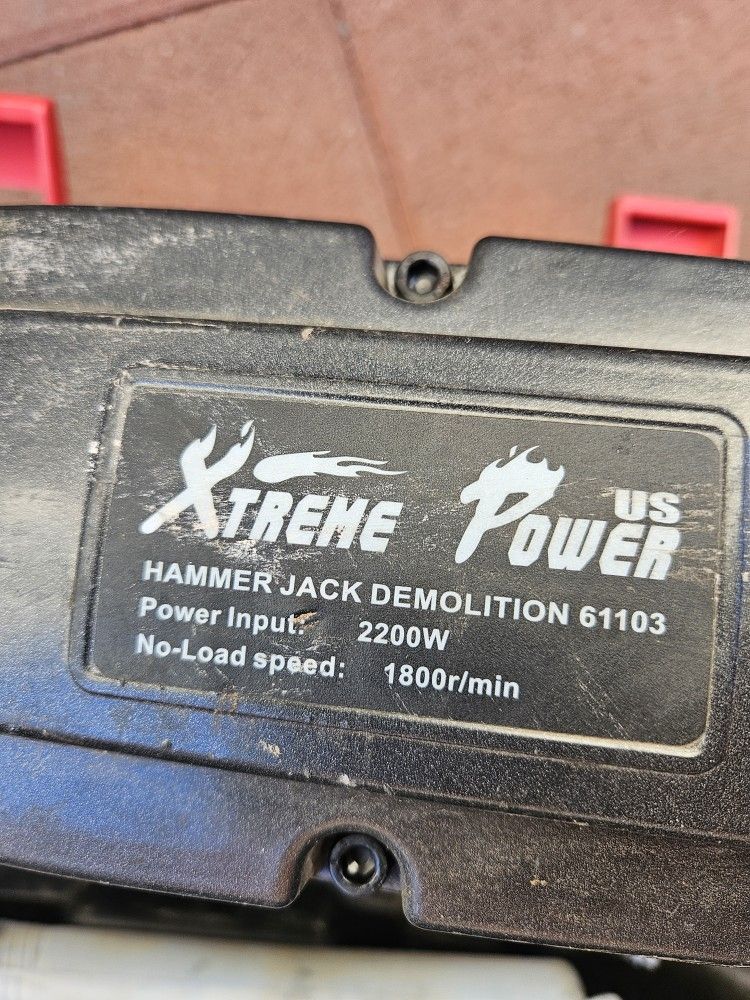 XTREME POWER US
HAMMER JACK DEMOLITION 61103
Power Input: 2200W
No-Load speed: 1800r/min